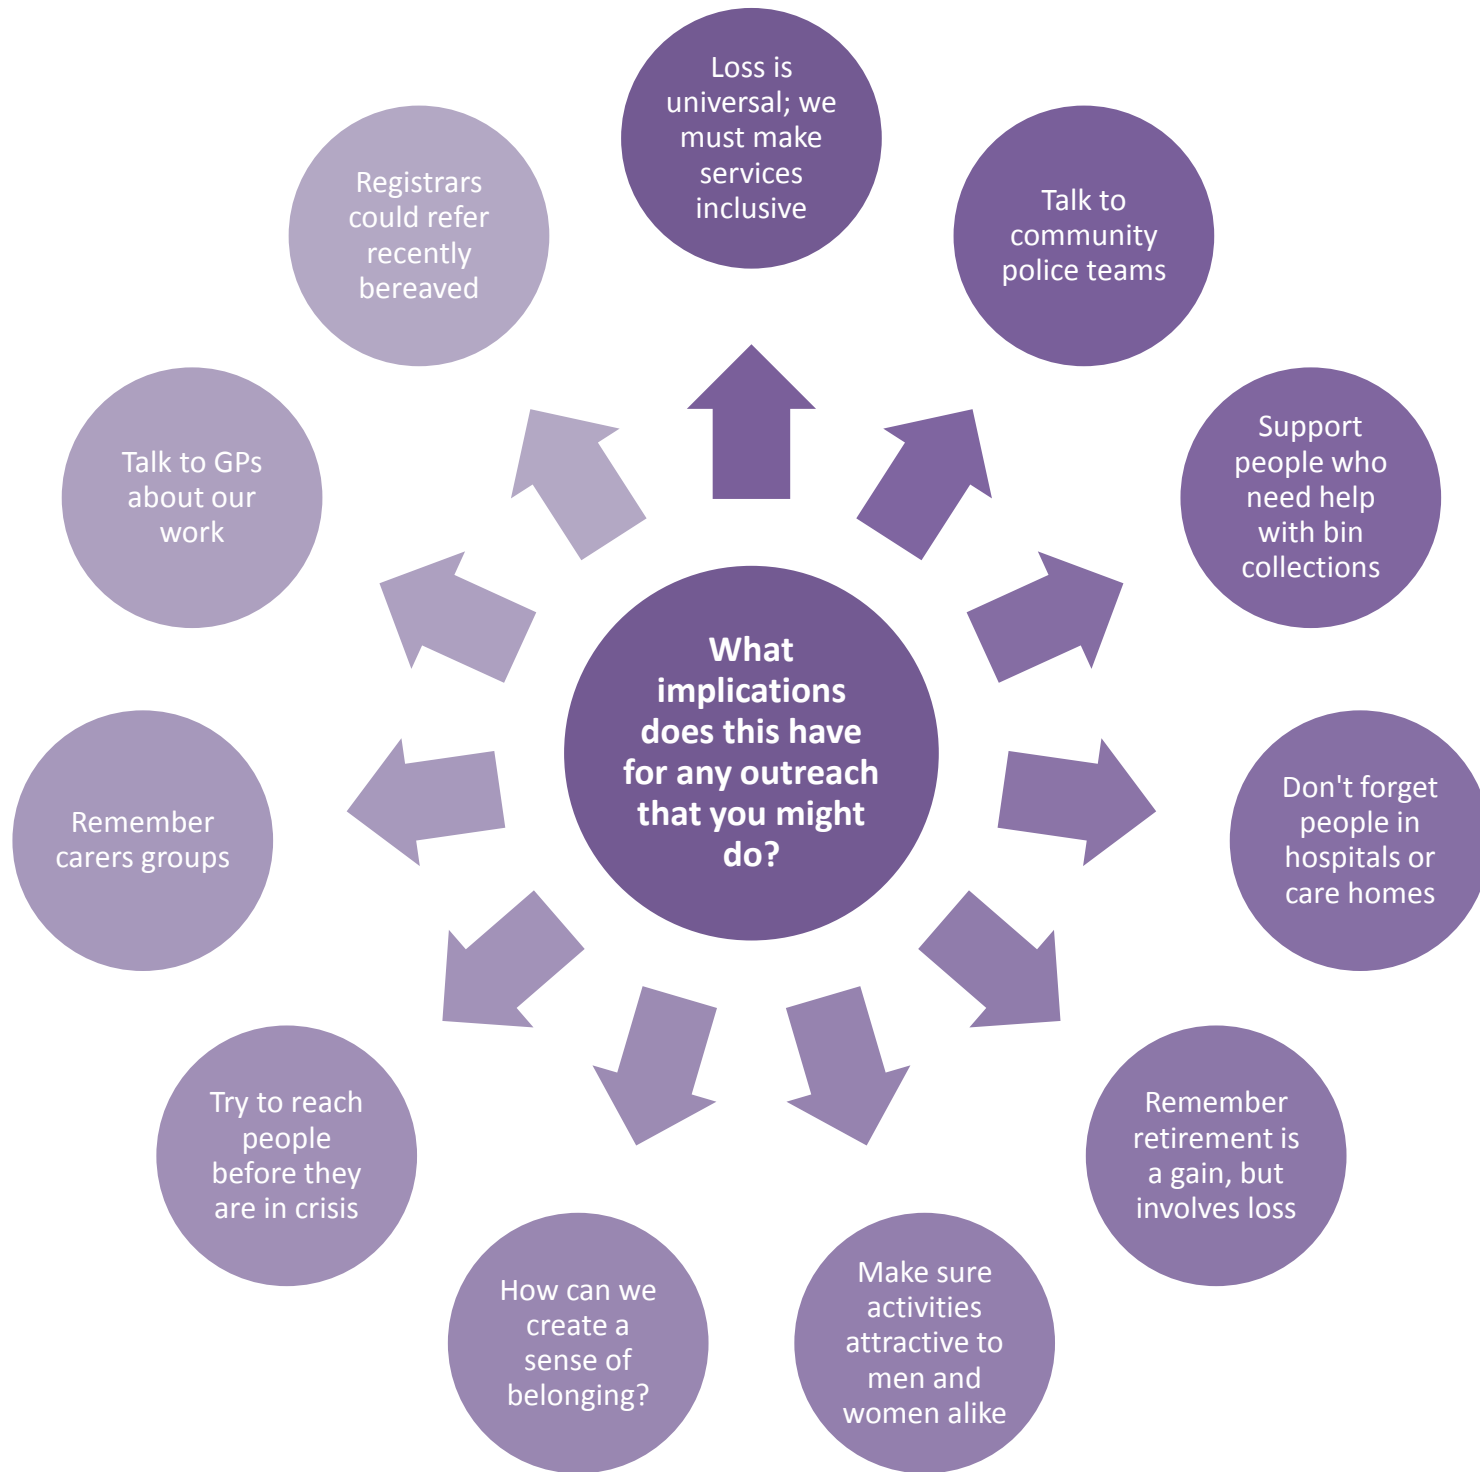 Loss is
universal; we
must make
services
inclusive
Talk to
community
police teams
Support
people who
need help
with bin
collections
Don't forget
people in
hospitals or
care homes
Remember
retirement is
a gain, but
involves loss
Make sure
activities
attractive to
men and
women alike
How can we
create a
sense of
belonging?
Try to reach
people
before they
are in crisis
Remember
carers groups
Talk to GPs
about our
work
Registrars
could refer
recently
bereaved
What
implications
does this have
for any outreach
that you might
do?